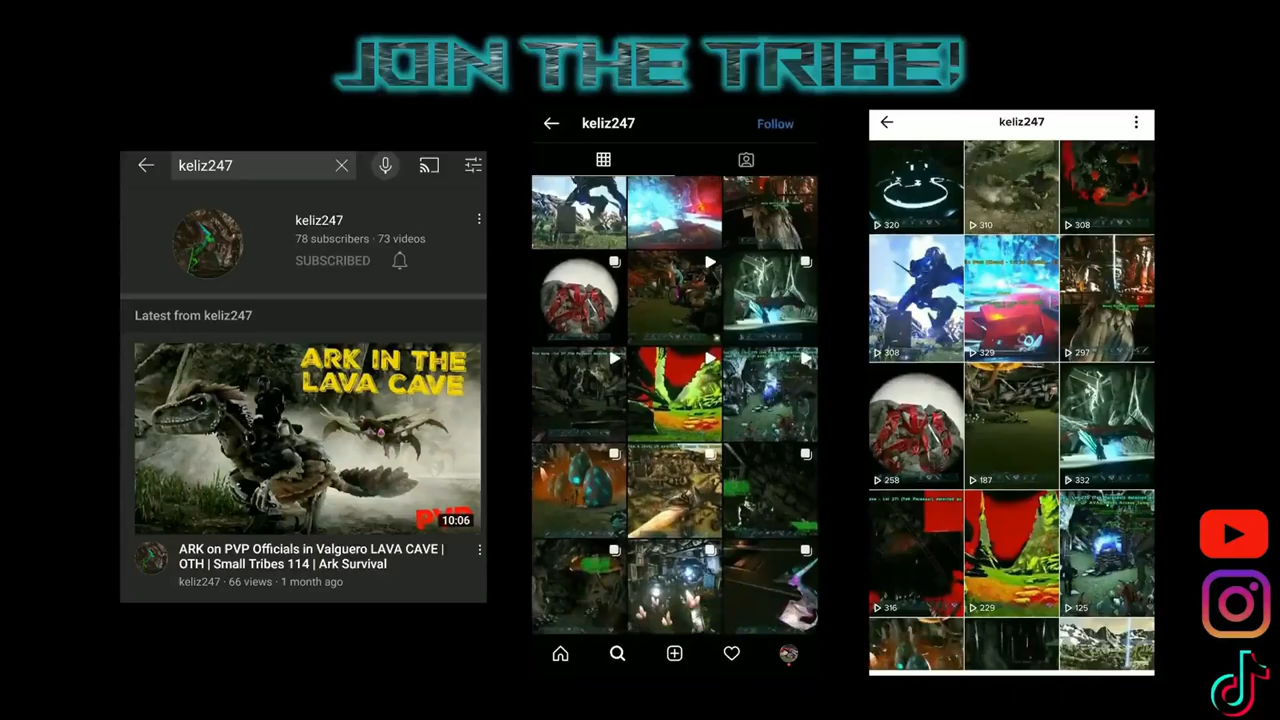 JOIN THE TRIBE!
keliz247
keliz247
78 subscribers · 73 videos
SUBSCRIBED
Latest from keliz247
ARK IN THE
LAVA CAVE
PVP
10:06
ARK on PVP Officials in Valguero LAVA CAVE |
OTH | Small Tribes 114 | Ark Survival
keliz247 · 66 views · 1 month ago
keliz247
Follow
keliz247
320
310
308
308
329
297
258
187
332
316
229
125